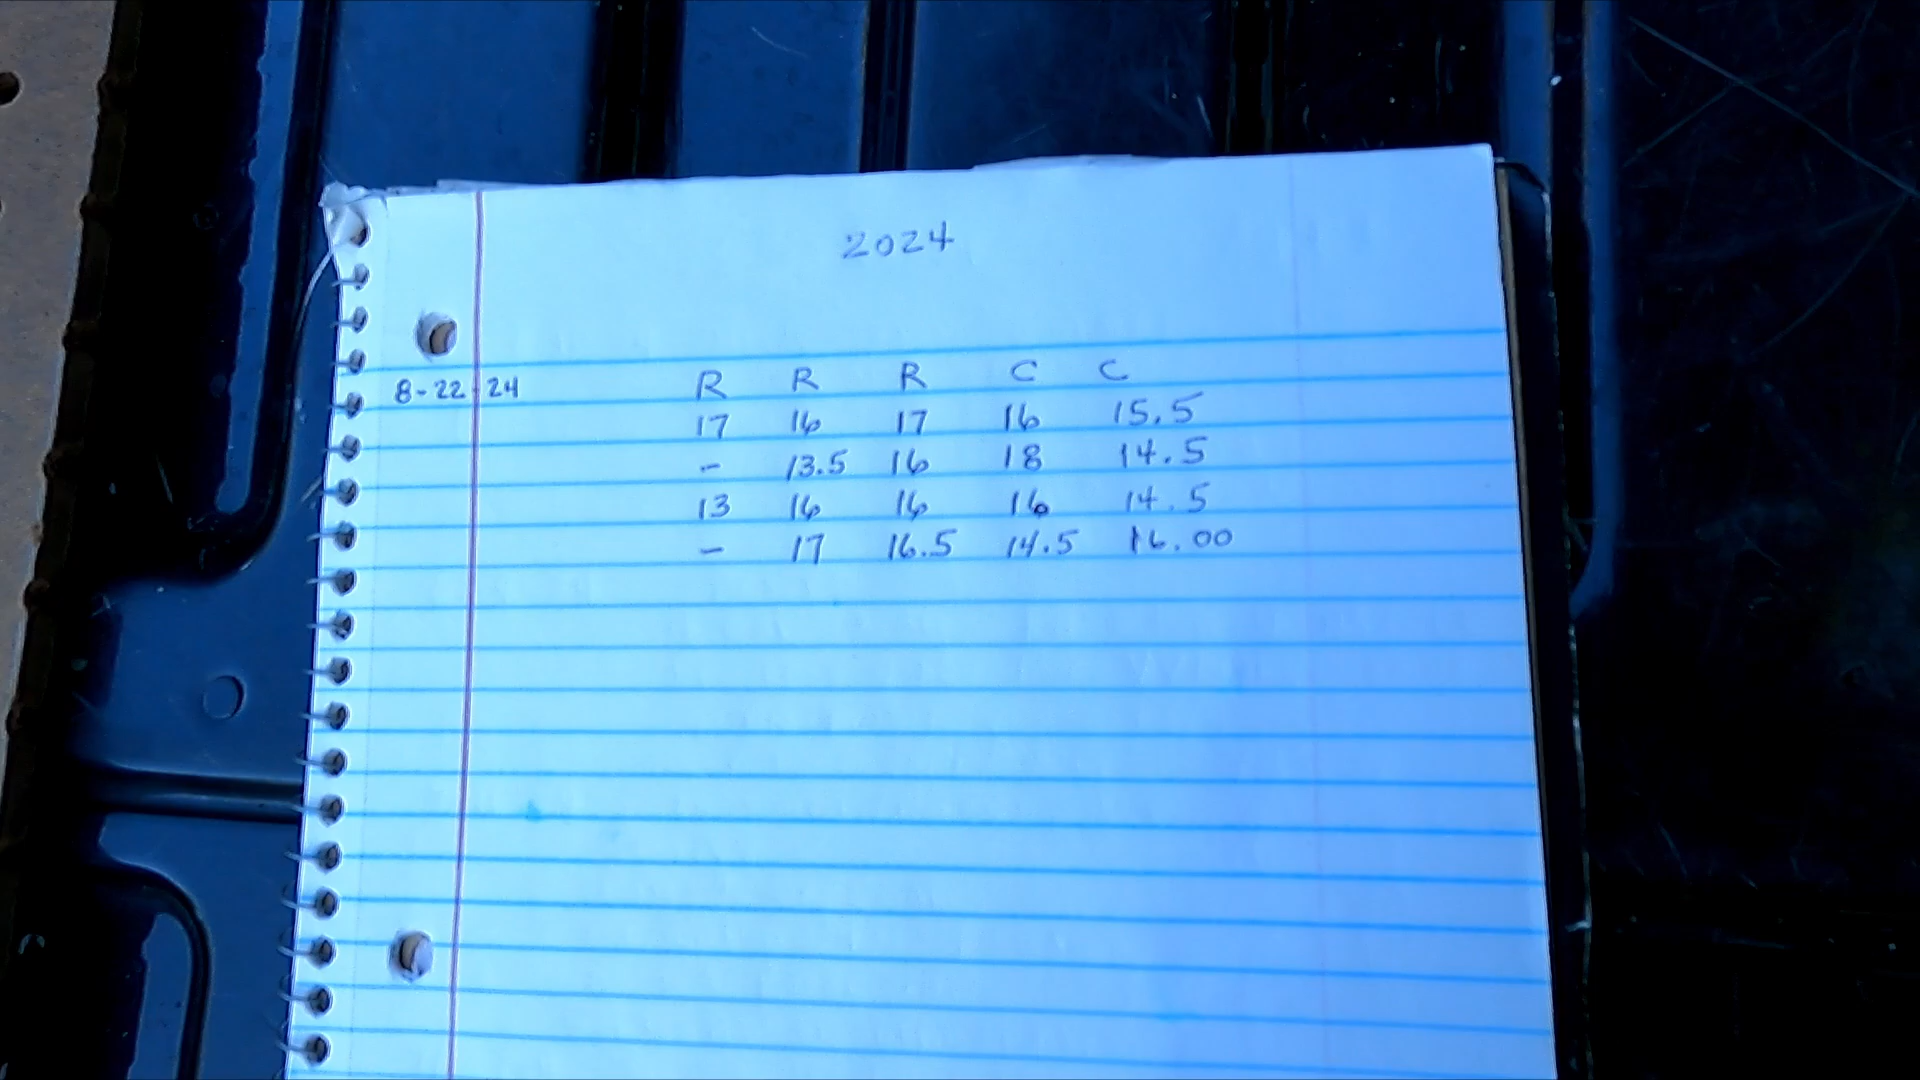 2024
8-22-24 R R R C C
17 16 17 16 15.5
- 13.5 16 18 14.5
13 16 16 16 14.5
- 17 16.5 14.5 16.00